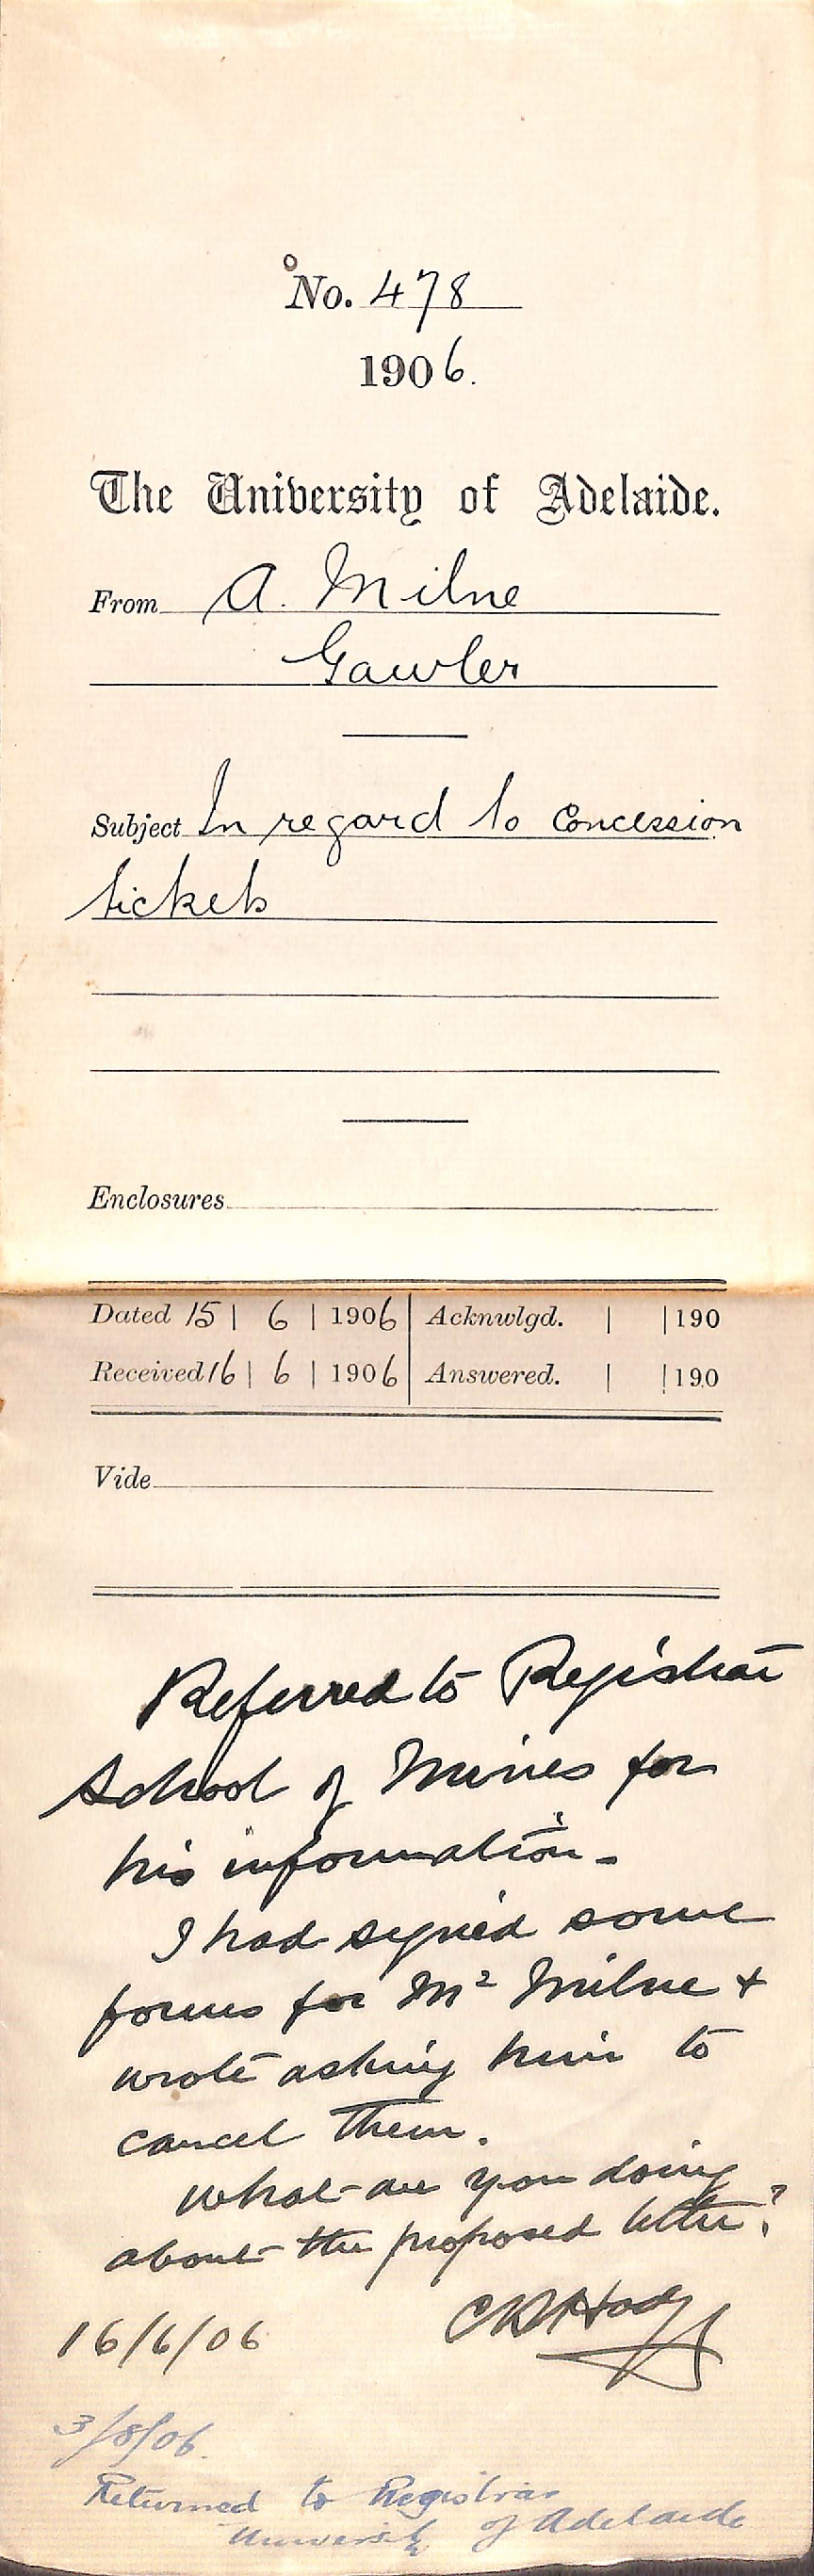 No. 478
1906.
The University of Adelaide.
From A. Milne
Gawler
Subject In regard to Concession
tickets
Enclosures
Dated 15 | 6 | 1906 | Acknwlgd. | | 190
Received 16 | 6 | 1906 | Answered. | | 190
Vide
Referred to Registrar
School of Mines for
his information -
I had signed some
forms for Mr Milne +
wrote asking him to
cancel them.
What are you doing
about the proposed letter?
16/6/06 C R Hodge
3/8/06.
Returned to Registrar
University of Adelaide